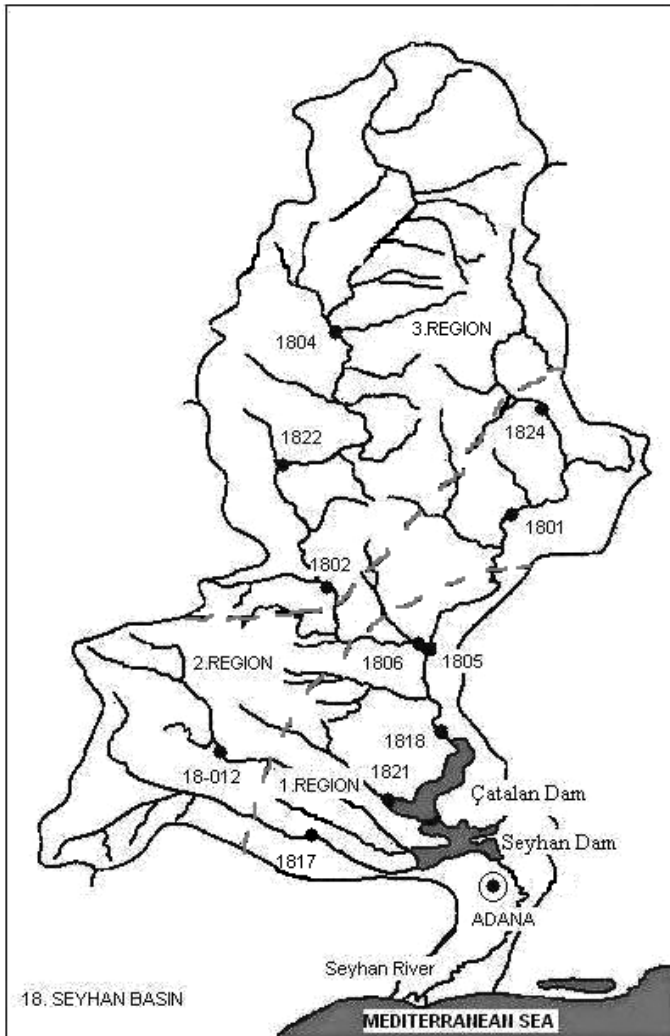 1804
3.REGION
1822
1824
1801
1802
2.REGION
1806
1805
1818
18-012
1821
1.REGION
Çatalan Dam
Seyhan Dam
1817
ADANA
Seyhan River
18. SEYHAN BASIN
MEDITERRANEAN SEA